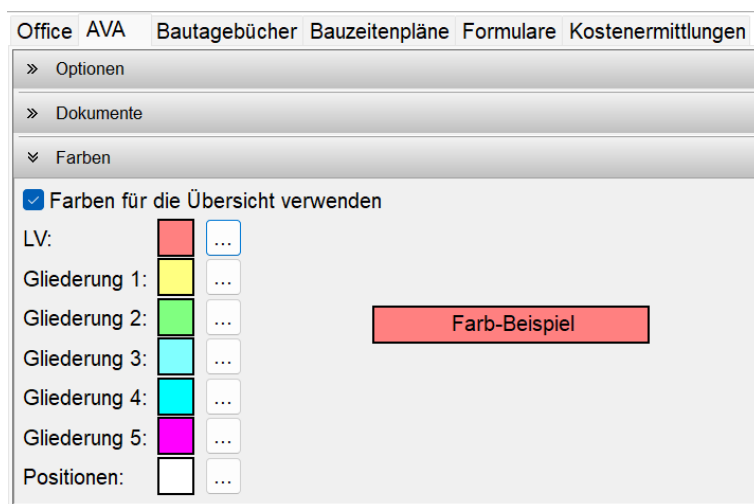 Office AVA Bautagebücher Bauzeitenpläne Formulare Kostenermittlungen
Optionen
Dokumente
Farben
Farben für die Übersicht verwenden
LV: ...
Gliederung 1: ...
Gliederung 2: ... Farb-Beispiel
Gliederung 3: ...
Gliederung 4: ...
Gliederung 5: ...
Positionen: ...